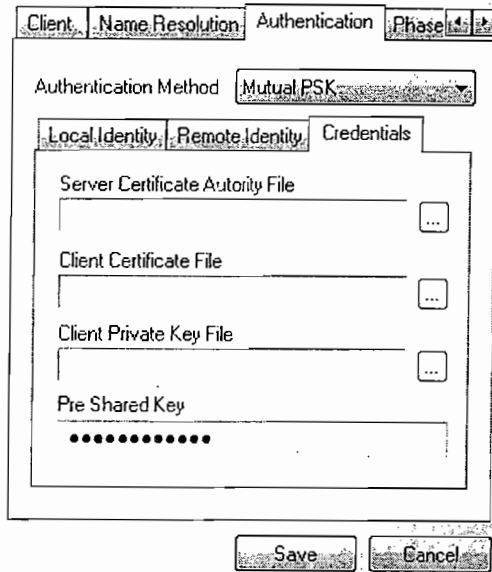 Client Name Resolution Authentication Phase
Authentication Method Mutual PSK
Local Identity Remote Identity Credentials
Server Certificate Autority File
...
Client Certificate File
...
Client Private Key File
...
Pre Shared Key
●●●●●●●●●●●●
Save Cancel